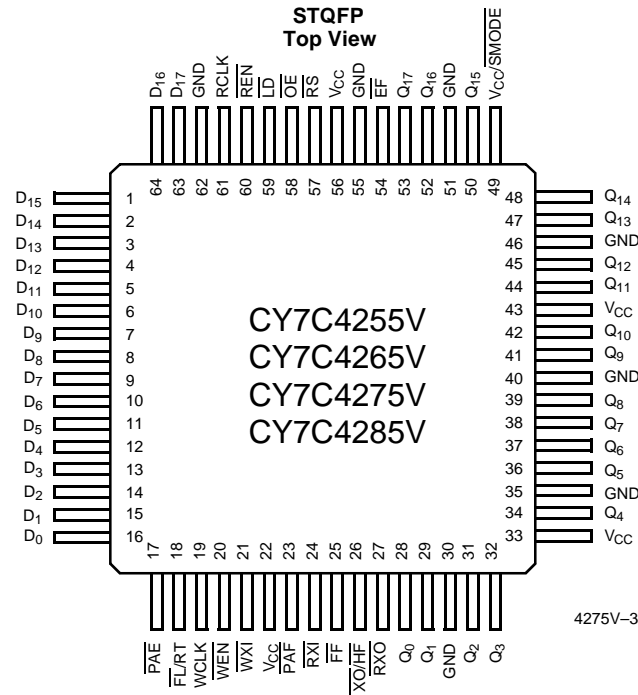 STQFP
Top View
D16 D17 GND RCLK REN LD OE RS VCC GND EF Q17 Q16 GND Q15 VCC/SMODE
64 63 62 61 60 59 58 57 56 55 54 53 52 51 50 49
D15 1 48 Q14
D14 2 47 Q13
D13 3 46 GND
D12 4 45 Q12
D11 5 44 Q11
D10 6 43 VCC
D9 7 42 Q10
D8 8 41 Q9
D7 9 40 GND
D6 10 39 Q8
D5 11 38 Q7
D4 12 37 Q6
D3 13 36 Q5
D2 14 35 GND
D1 15 34 Q4
D0 16 33 VCC
CY7C4255V
CY7C4265V
CY7C4275V
CY7C4285V
17 18 19 20 21 22 23 24 25 26 27 28 29 30 31 32
PAE FL/RT WCLK WEN WXI VCC PAF RXI FF XO/HF RXO Q0 Q1 GND Q2 Q3
4275V–3